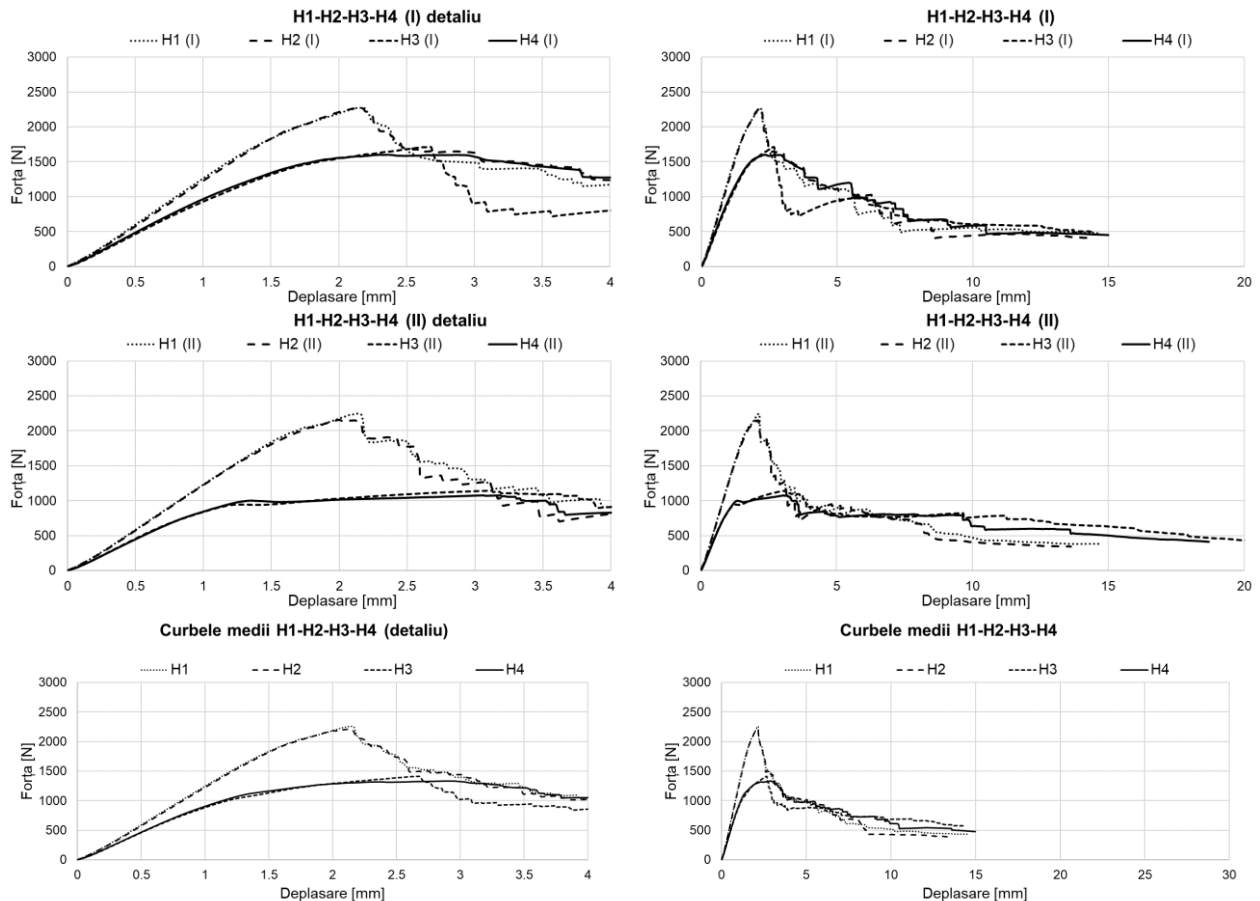 H1-H2-H3-H4 (I) detaliu
H1 (I) H2 (I) H3 (I) H4 (I)
Forța [N]
3000
2500
2000
1500
1000
500
0
0 0.5 1 1.5 2 2.5 3 3.5 4
Deplasare [mm]
H1-H2-H3-H4 (I)
H1 (I) H2 (I) H3 (I) H4 (I)
Forța [N]
3000
2500
2000
1500
1000
500
0
0 5 10 15 20
Deplasare [mm]
H1-H2-H3-H4 (II) detaliu
H1 (II) H2 (II) H3 (II) H4 (II)
Forța [N]
3000
2500
2000
1500
1000
500
0
0 0.5 1 1.5 2 2.5 3 3.5 4
Deplasare [mm]
H1-H2-H3-H4 (II)
H1 (II) H2 (II) H3 (II) H4 (II)
Forța [N]
3000
2500
2000
1500
1000
500
0
0 5 10 15 20
Deplasare [mm]
Curbele medii H1-H2-H3-H4 (detaliu)
H1 H2 H3 H4
Forța [N]
3000
2500
2000
1500
1000
500
0
0 0.5 1 1.5 2 2.5 3 3.5 4
Deplasare [mm]
Curbele medii H1-H2-H3-H4
H1 H2 H3 H4
Forța [N]
3000
2500
2000
1500
1000
500
0
0 5 10 15 20 25 30
Deplasare [mm]